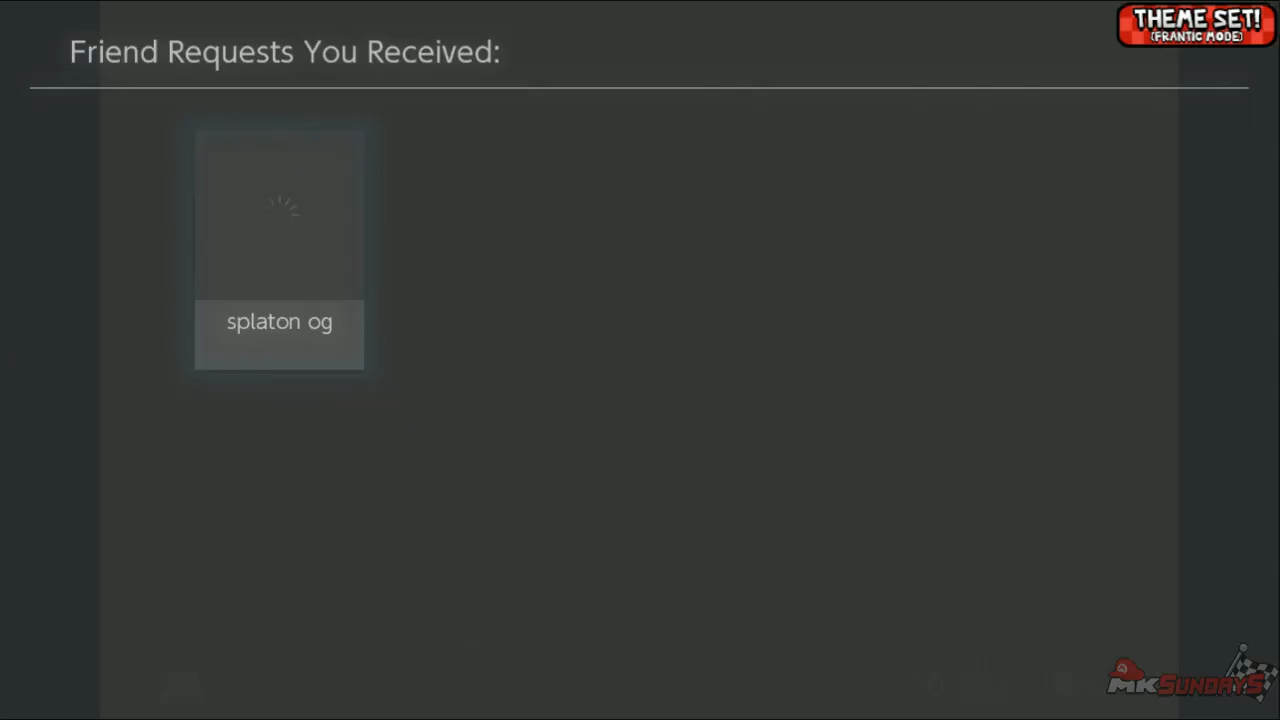 THEME SET!
(FRANTIC MODE)
Friend Requests You Received:
splaton og
MKSUNDAYS